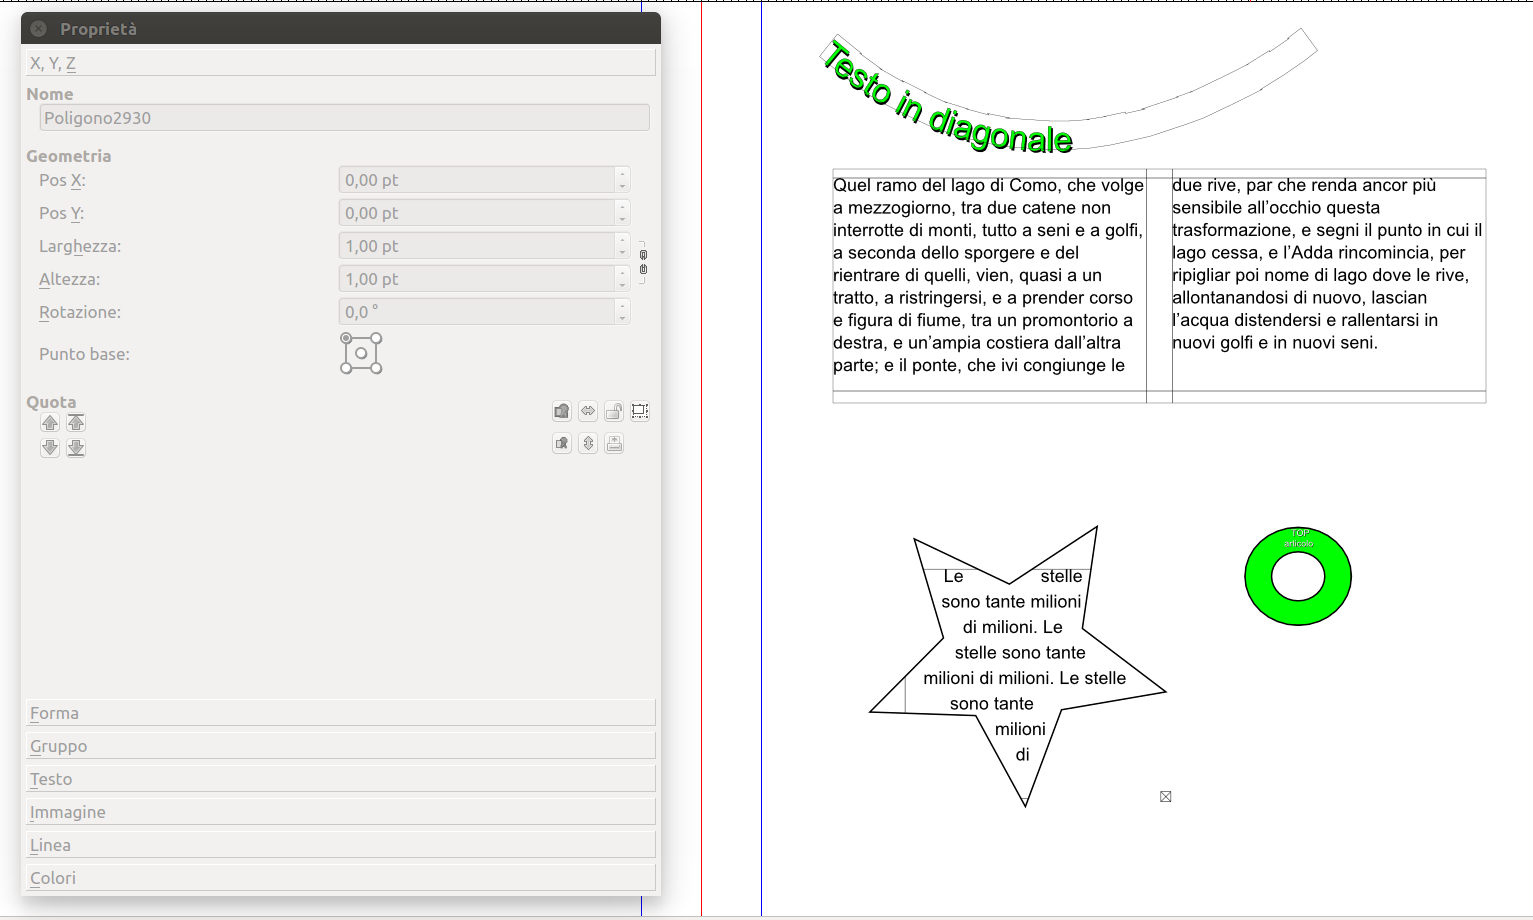 Proprietà
X, Y, Z
Nome
Poligono2930
Geometria
Pos X:
0,00 pt
Pos Y:
0,00 pt
Larghezza:
1,00 pt
Altezza:
1,00 pt
Rotazione:
0,0 °
Punto base:
Quota
Forma
Gruppo
Testo
Immagine
Linea
Colori
Testo in diagonale
Quel ramo del lago di Como, che volge
a mezzogiorno, tra due catene non
interrotte di monti, tutto a seni e a golfi,
a seconda dello sporgere e del
rientrare di quelli, vien, quasi a un
tratto, a ristringersi, e a prender corso
e figura di fiume, tra un promontorio a
destra, e un’ampia costiera dall’altra
parte; e il ponte, che ivi congiunge le
due rive, par che renda ancor più
sensibile all’occhio questa
trasformazione, e segni il punto in cui il
lago cessa, e l’Adda rincomincia, per
ripigliar poi nome di lago dove le rive,
allontanandosi di nuovo, lascian
l’acqua distendersi e rallentarsi in
nuovi golfi e in nuovi seni.
Le stelle
sono tante milioni
di milioni. Le
stelle sono tante
milioni di milioni. Le stelle
sono tante
milioni
di
TOP
articolo